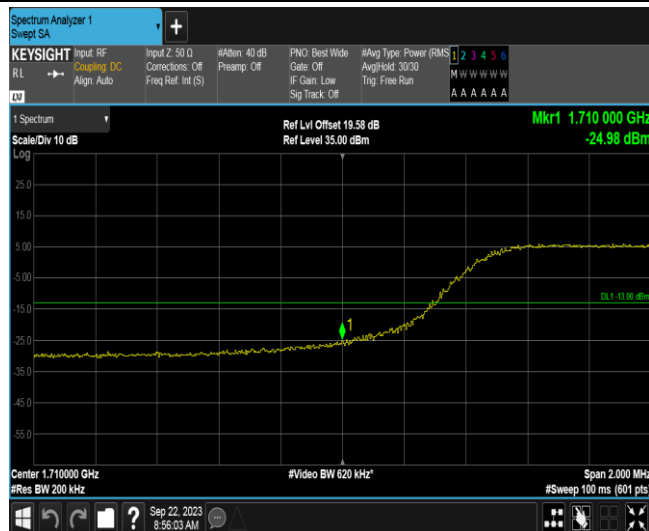 Spectrum Analyzer 1
Swept SA
+
KEYSIGHT Input: RF Input Z: 50 Ω #Atten: 40 dB PNO: Best Wide #Avg Type: Power (RMS 1 2 3 4 5 6
RL Coupling: DC Corrections: Off Preamp: Off Gate: Off Avg|Hold: 30/30 M W W W W W
Align: Auto Freq Ref: Int (S) IF Gain: Low Trig: Free Run
LXI Sig Track: Off A A A A A A
1 Spectrum
Ref Lvl Offset 19.58 dB Mkr1 1.710 000 GHz
Scale/Div 10 dB Ref Level 35.00 dBm -24.98 dBm
Log
25.0
15.0
5.00
-5.00
DL1 -13.00 dBm
-15.0
1
-25.0
-35.0
-45.0
-55.0
Center 1.710000 GHz #Video BW 620 kHz* Span 2.000 MHz
#Res BW 200 kHz #Sweep 100 ms (601 pts)
? Sep 22, 2023
8:56:03 AM